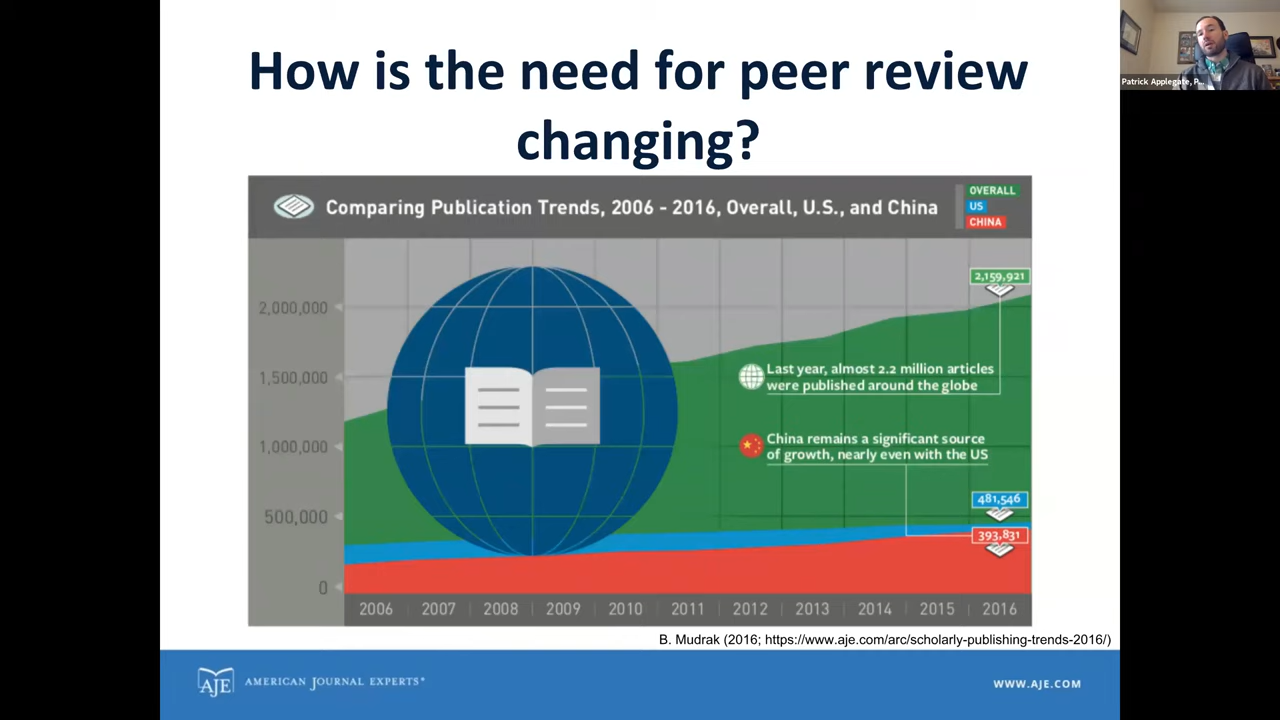 How is the need for peer review
changing?
Patrick Applegate, P...
Comparing Publication Trends, 2006 - 2016, Overall, U.S., and China
OVERALL
US
CHINA
2,159,921
2,000,000
1,500,000
1,000,000
500,000
0
Last year, almost 2.2 million articles
were published around the globe
China remains a significant source
of growth, nearly even with the US
481,546
393,831
2006 2007 2008 2009 2010 2011 2012 2013 2014 2015 2016
B. Mudrak (2016; https://www.aje.com/arc/scholarly-publishing-trends-2016/)
AJE AMERICAN JOURNAL EXPERTS
WWW.AJE.COM